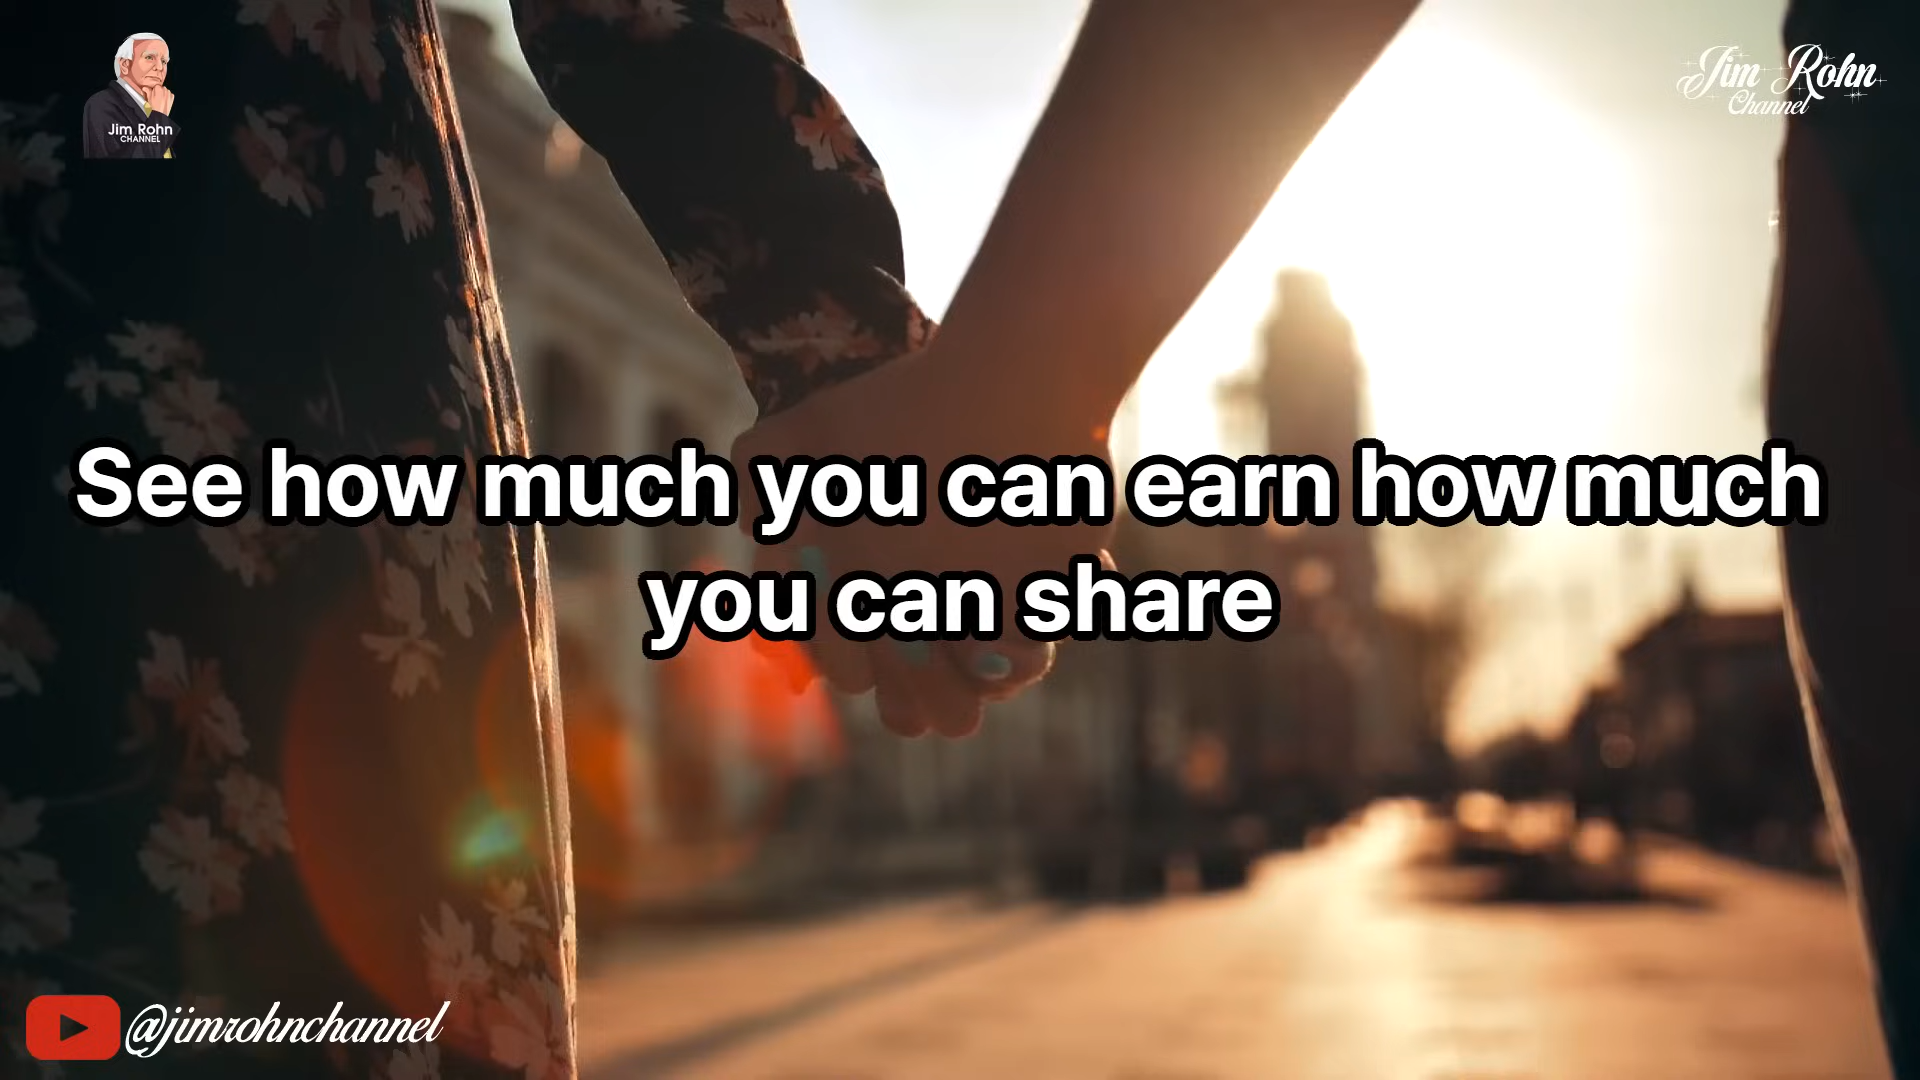 Jim Rohn
CHANNEL
Jim Rohn
Channel
See how much you can earn how much
you can share
@jimrohnchannel